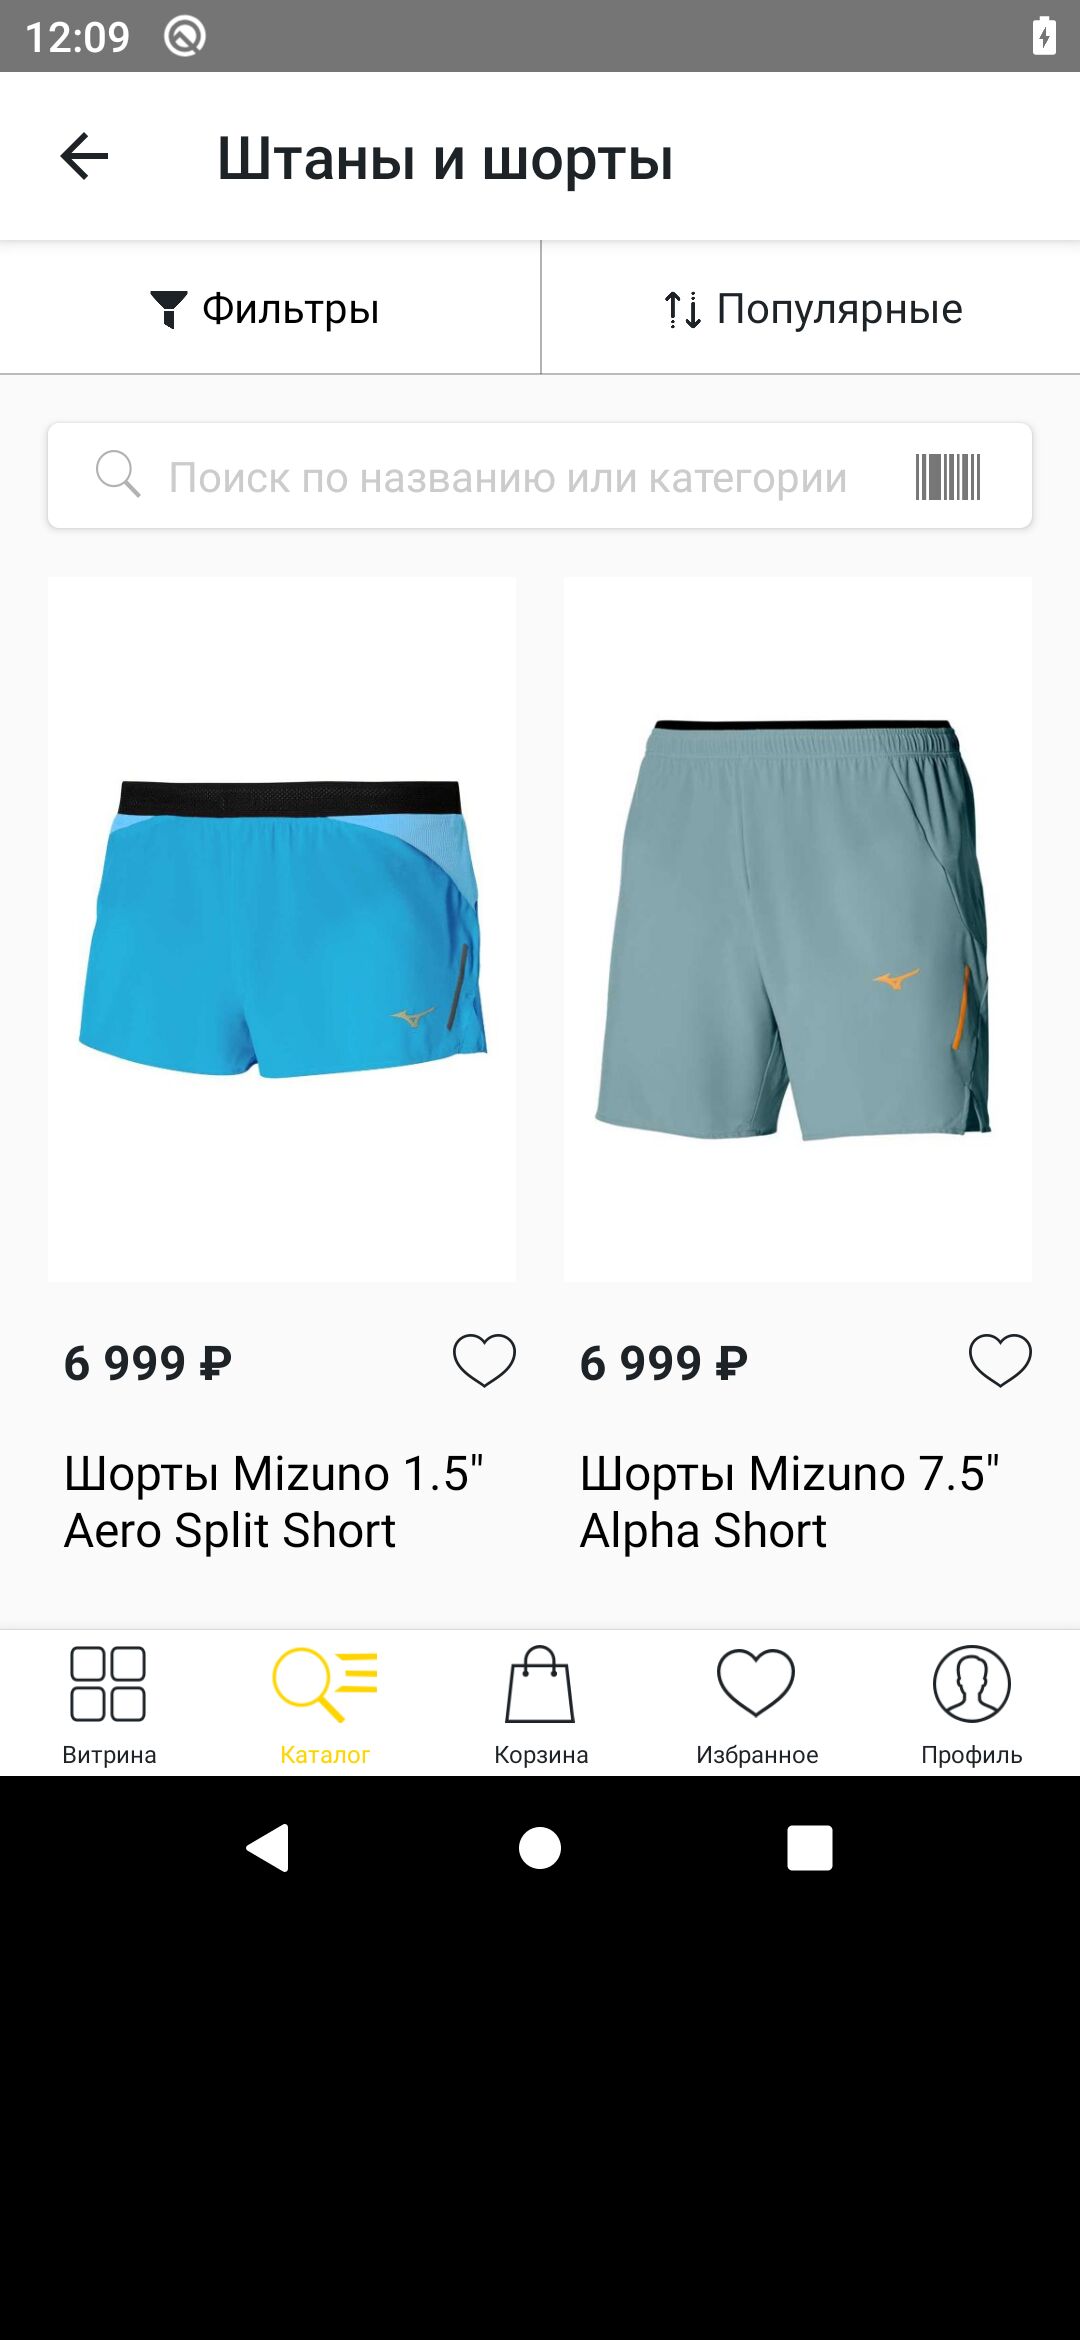 12:09
Штаны и шорты
Фильтры
Популярные
Поиск по названию или категории
6 999 ₽
6 999 ₽
Шорты Mizuno 1.5"
Aero Split Short
Шорты Mizuno 7.5"
Alpha Short
Витрина
Каталог
Корзина
Избранное
Профиль